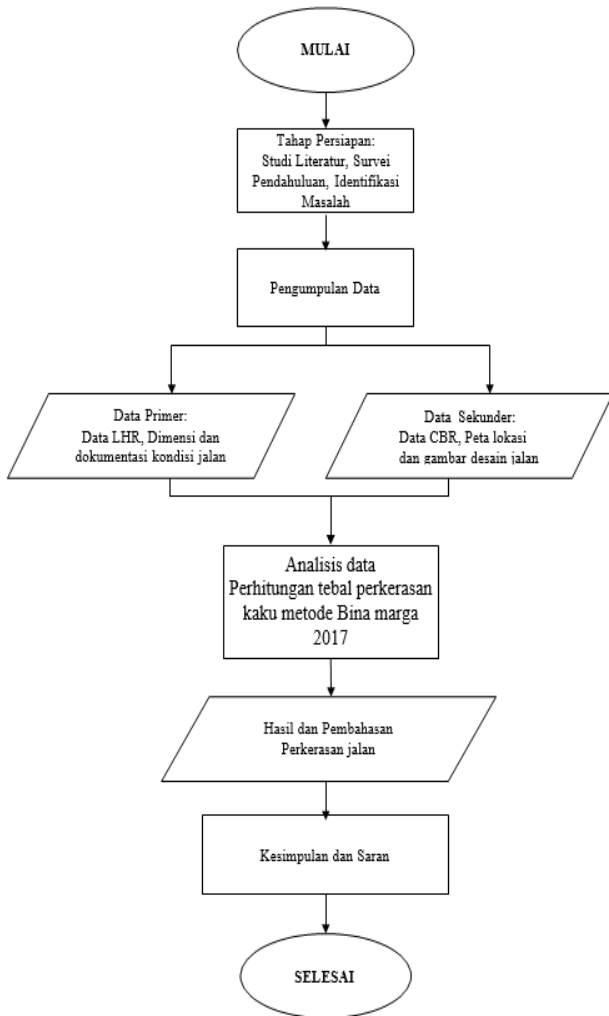 MULAI
Tahap Persiapan:
Studi Literatur, Survei
Pendahuluan, Identifikasi
Masalah
Pengumpulan Data
Data Primer:
Data LHR, Dimensi dan
dokumentasi kondisi jalan
Data Sekunder:
Data CBR, Peta lokasi
dan gambar desain jalan
Analisis data
Perhitungan tebal perkerasan
kaku metode Bina marga
2017
Hasil dan Pembahasan
Perkerasan jalan
Kesimpulan dan Saran
SELESAI